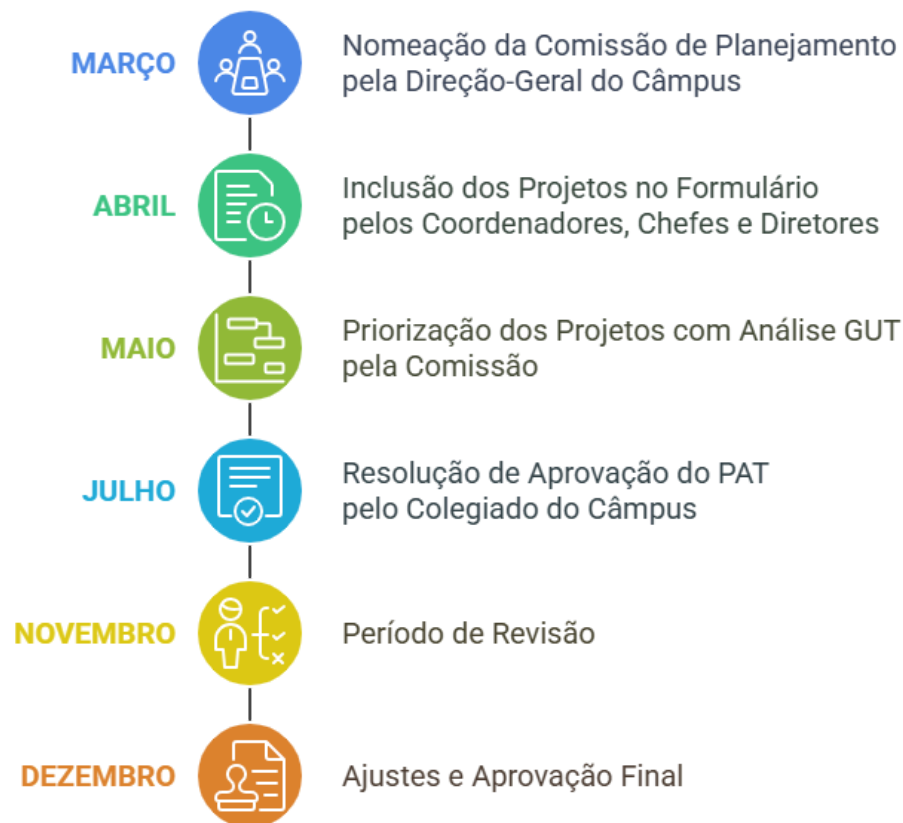 MARÇO
Nomeação da Comissão de Planejamento
pela Direção-Geral do Câmpus
ABRIL
Inclusão dos Projetos no Formulário
pelos Coordenadores, Chefes e Diretores
MAIO
Priorização dos Projetos com Análise GUT
pela Comissão
JULHO
Resolução de Aprovação do PAT
pelo Colegiado do Câmpus
NOVEMBRO
Período de Revisão
DEZEMBRO
Ajustes e Aprovação Final